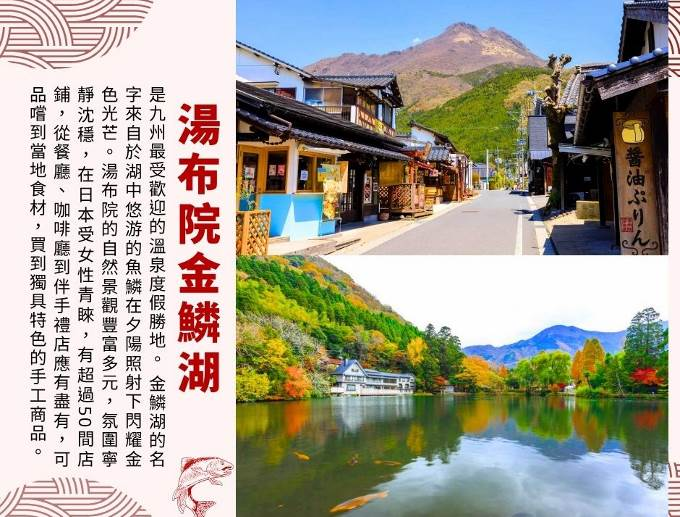 湯布院金鱗湖
是九州最受歡迎的溫泉度假勝地。金鱗湖的名
字來自於湖中悠游的魚鱗在夕陽照射下閃耀金
色光芒。湯布院的自然景觀豐富多元，氛圍寧
靜沈穩，在日本受女性青睞，有超過50間店
鋪，從餐廳、咖啡廳到伴手禮店應有盡有，可
品嚐到當地食材，買到獨具特色的手工商品。
醤油ぷりん